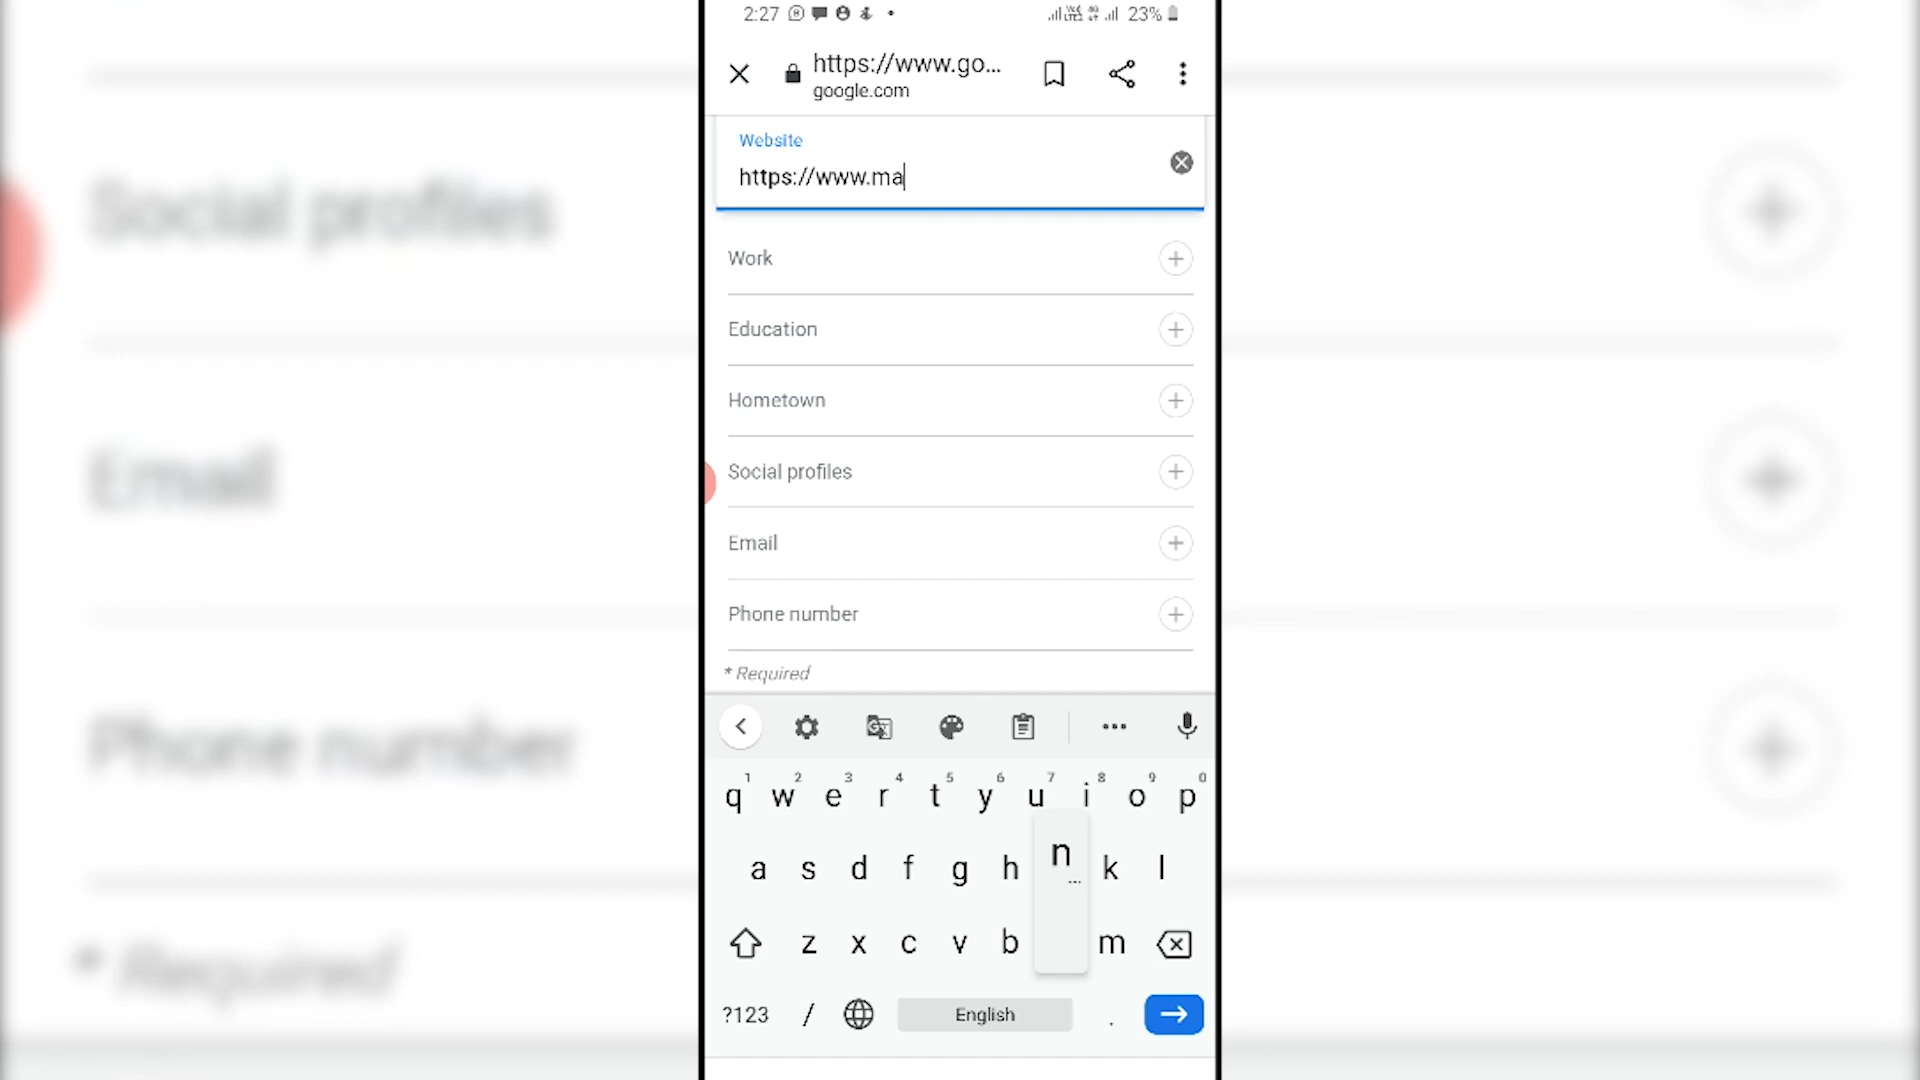 2:27
23%
https://www.go...
google.com
Website
https://www.ma
Work
Education
Hometown
Social profiles
Email
Phone number
* Required
1 2 3 4 5 6 7 8 9 0
q w e r t y u i o p
n
a s d f g h k l
...
z x c v b m
?123 / English .
Social profiles
Email
Phone number
* Required